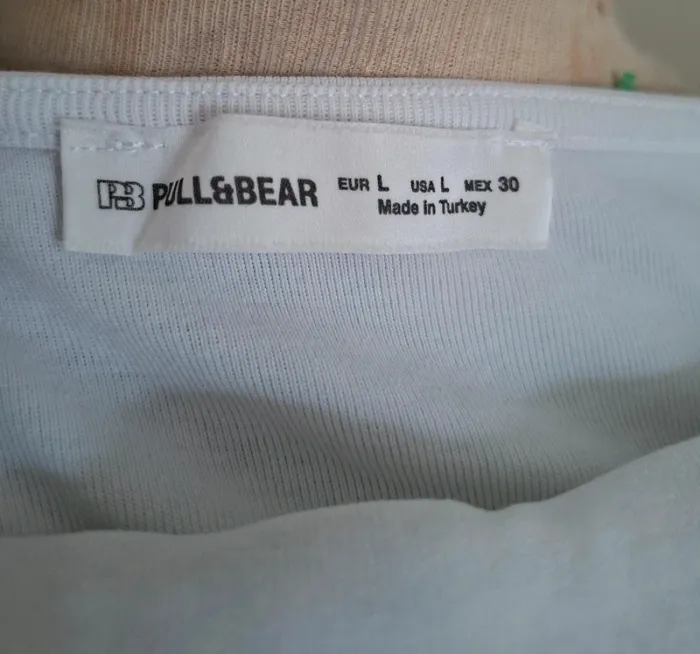 PB PULL&BEAR EUR L USA L MEX 30
Made in Turkey